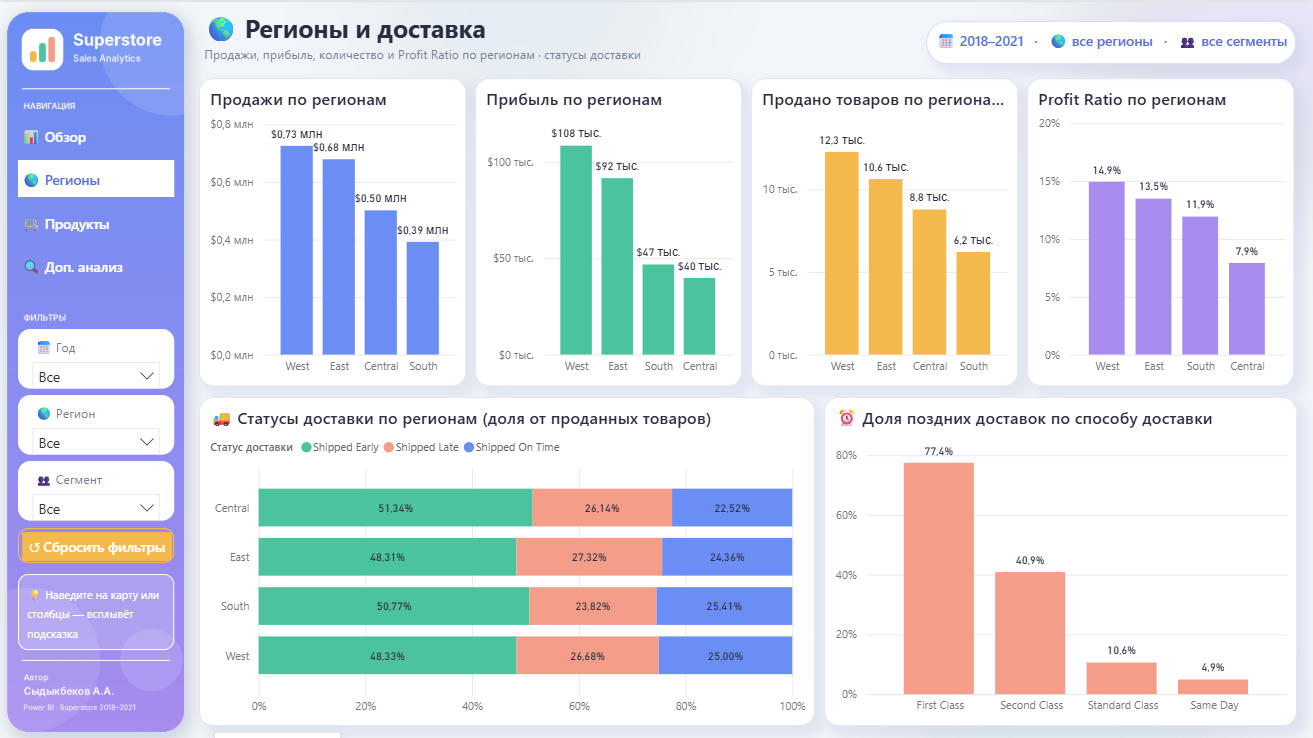 Superstore
Sales Analytics
НАВИГАЦИЯ
Обзор
Регионы
Продукты
Доп. анализ
ФИЛЬТРЫ
Год
Все
Регион
Все
Сегмент
Все
↺ Сбросить фильтры
Наведите на карту или
столбцы — всплывёт
подсказка
Автор
Сыдыкбеков А.А.
Power BI · Superstore 2018–2021
Регионы и доставка
Продажи, прибыль, количество и Profit Ratio по регионам · статусы доставки
2018–2021 · все регионы · все сегменты
Продажи по регионам
$0,8 млн
$0,6 млн
$0,4 млн
$0,2 млн
$0,0 млн
$0,73 млн
$0,68 млн
$0,50 млн
$0,39 млн
West East Central South
Прибыль по регионам
$100 тыс.
$50 тыс.
$0 тыс.
$108 тыс.
$92 тыс.
$47 тыс.
$40 тыс.
West East South Central
Продано товаров по региона...
10 тыс.
5 тыс.
0 тыс.
12,3 тыс.
10,6 тыс.
8,8 тыс.
6,2 тыс.
West East Central South
Profit Ratio по регионам
20%
15%
10%
5%
0%
14,9%
13,5%
11,9%
7,9%
West East South Central
Статусы доставки по регионам (доля от проданных товаров)
Статус доставки Shipped Early Shipped Late Shipped On Time
Central 51,34% 26,14% 22,52%
East 48,31% 27,32% 24,36%
South 50,77% 23,82% 25,41%
West 48,33% 26,68% 25,00%
0% 20% 40% 60% 80% 100%
Доля поздних доставок по способу доставки
80%
60%
40%
20%
0%
77,4%
40,9%
10,6%
4,9%
First Class Second Class Standard Class Same Day